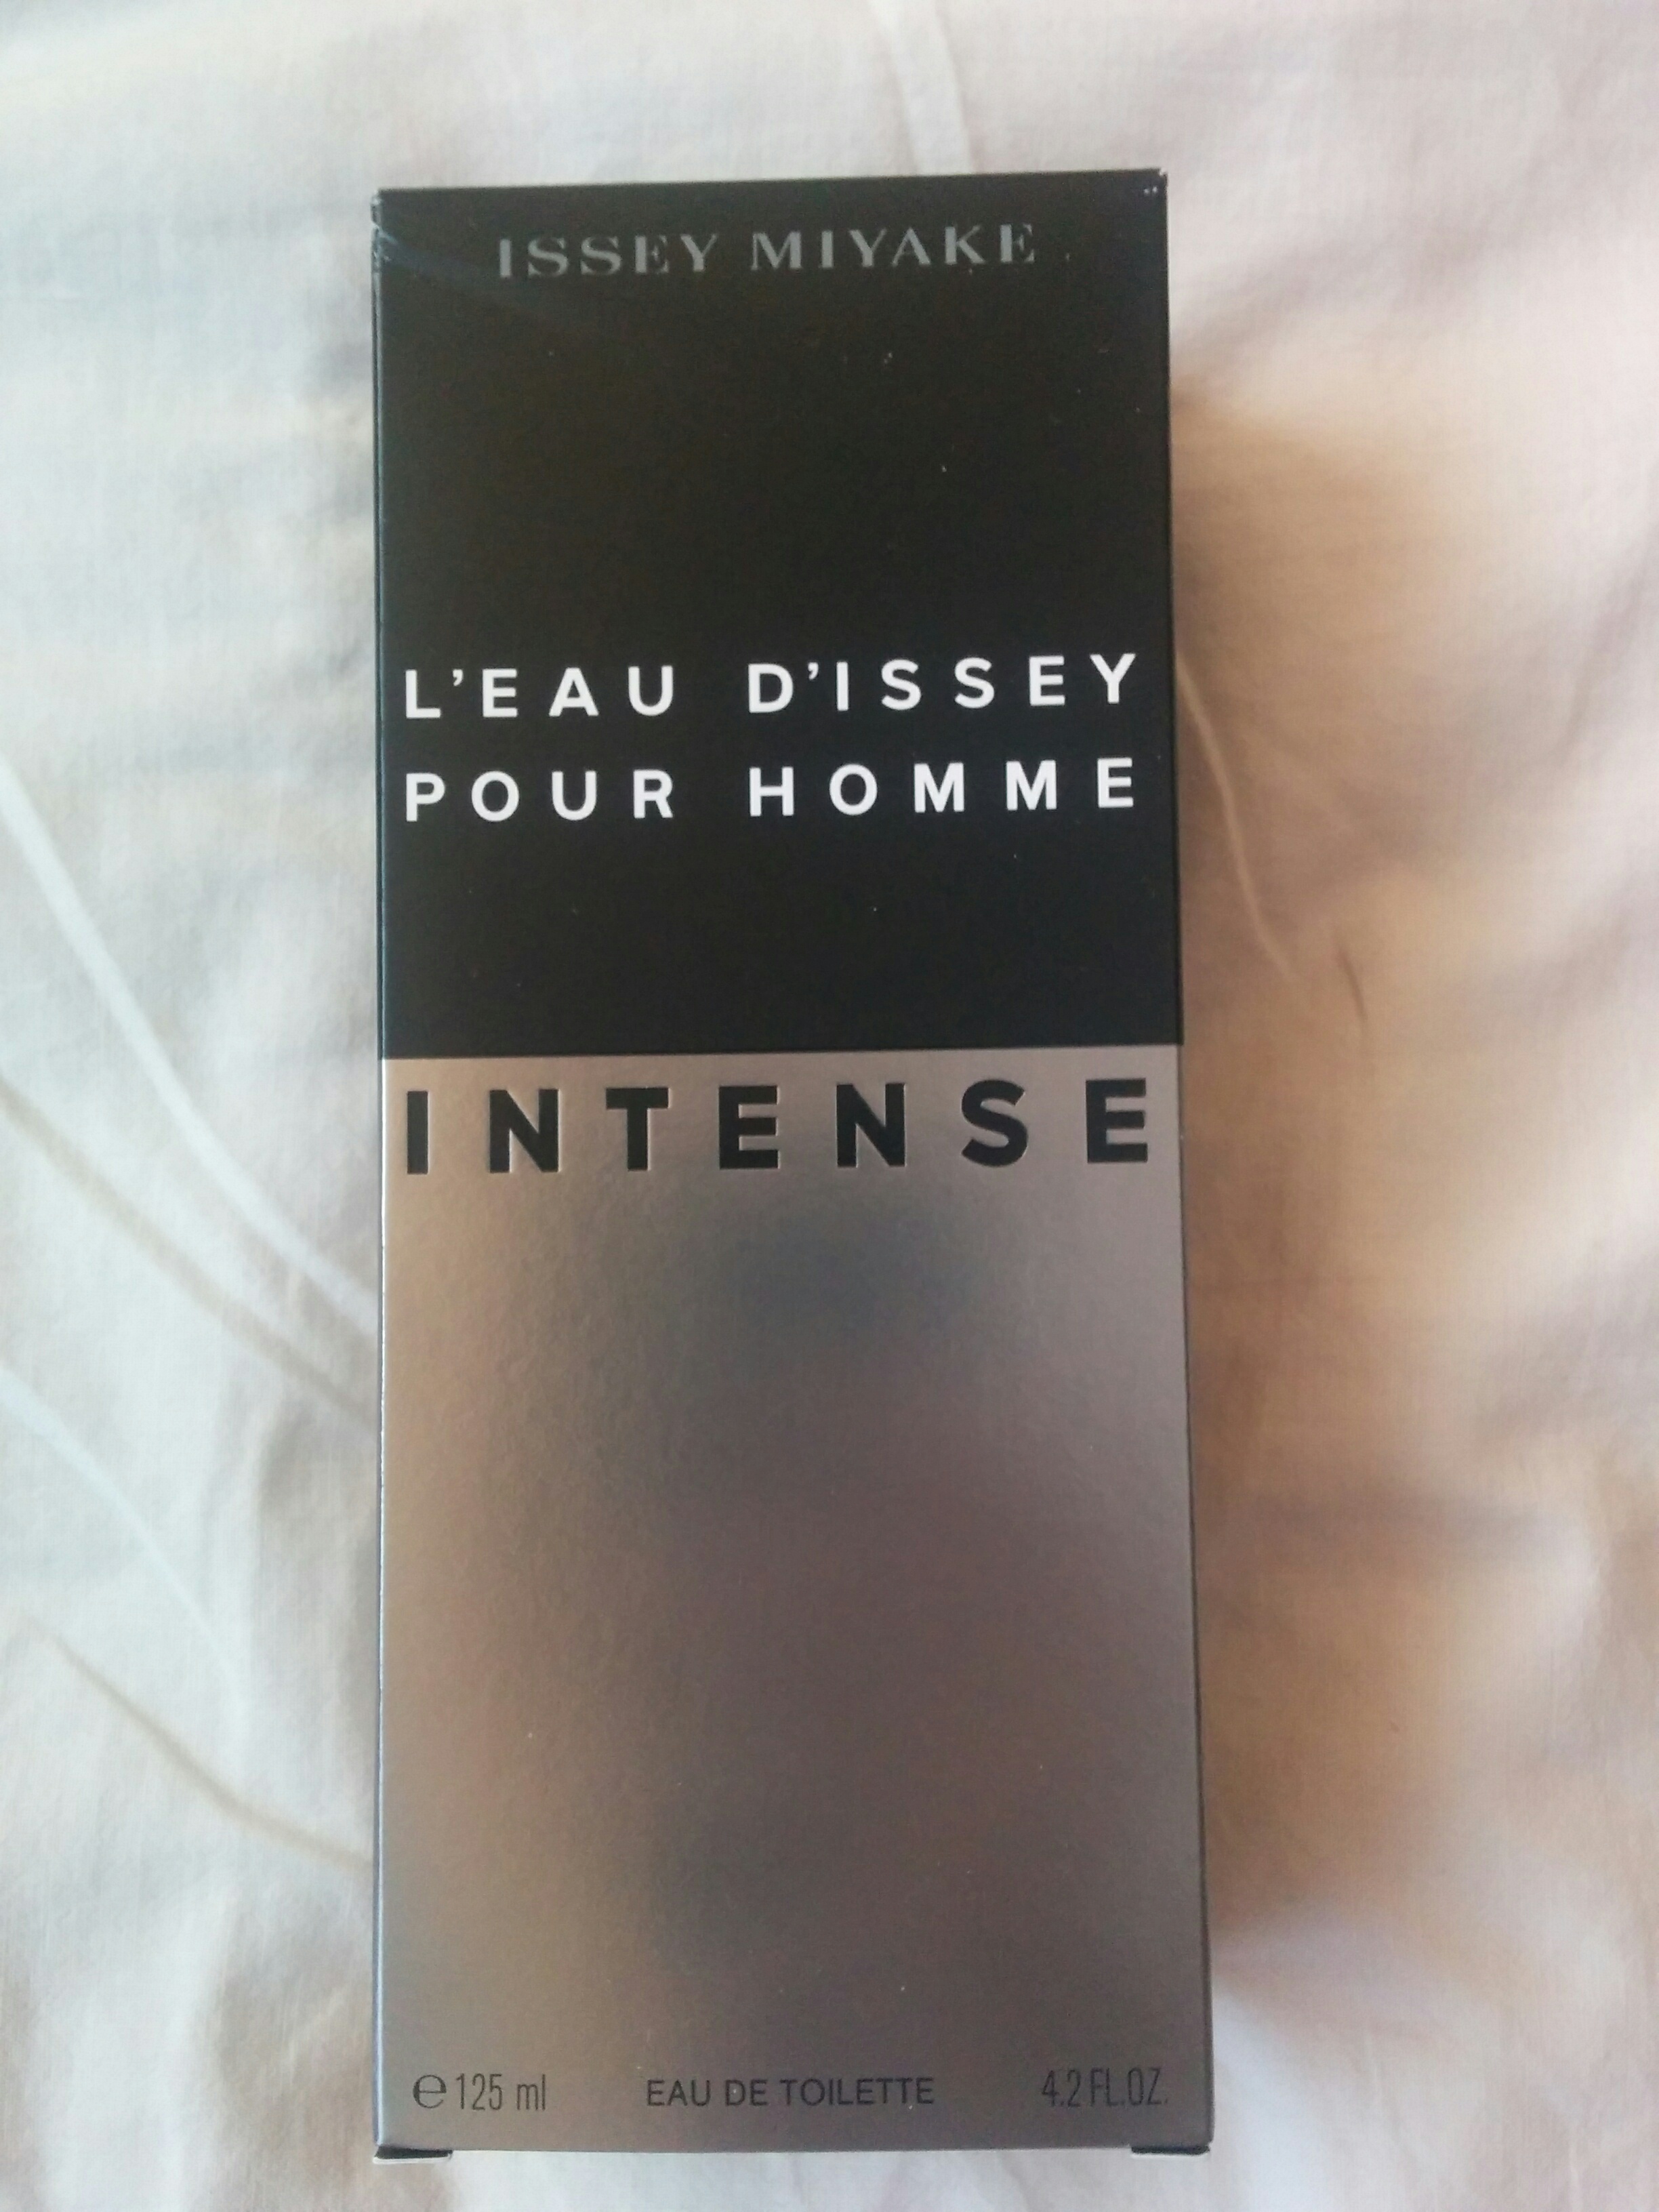 ISSEY MIYAKE
L'EAU D'ISSEY
POUR HOMME
INTENSE
℮125 ml EAU DE TOILETTE 4.2 FL.OZ.